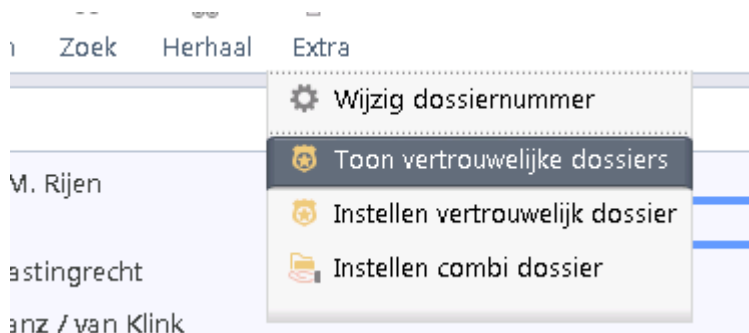 Zoek Herhaal Extra
Wijzig dossiernummer
Toon vertrouwelijke dossiers
M. Rijen
Instellen vertrouwelijk dossier
astingrecht
Instellen combi dossier
anz / van Klink